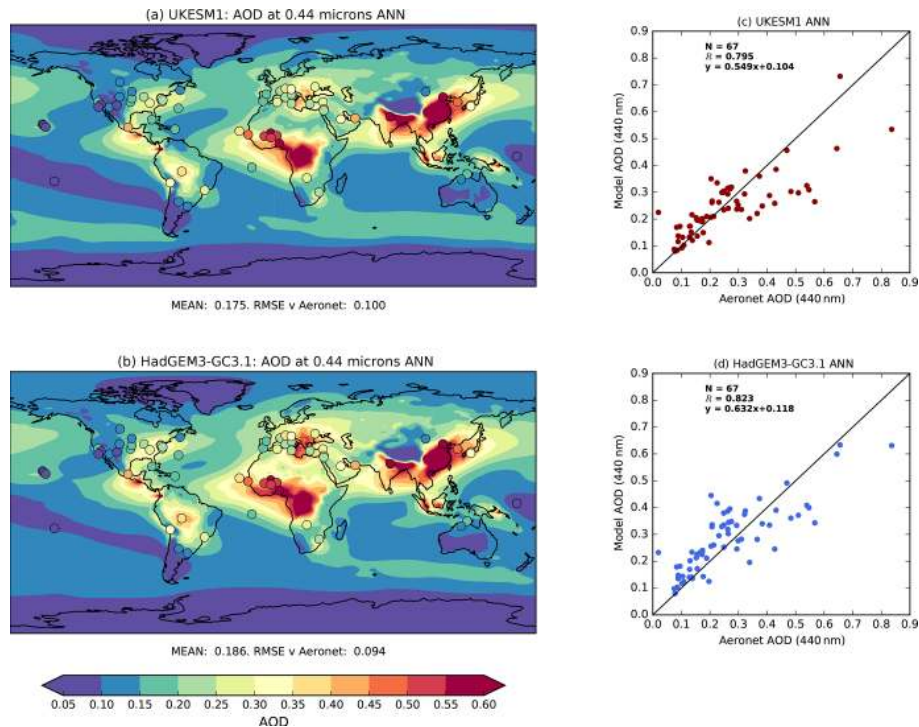 (a) UKESM1: AOD at 0.44 microns ANN
MEAN: 0.175. RMSE v Aeronet: 0.100
(c) UKESM1 ANN
N = 67
R = 0.795
y = 0.549x+0.104
0.9
0.8
0.7
0.6
0.5
0.4
0.3
0.2
0.1
0.0
Model AOD (440 nm)
0.0 0.1 0.2 0.3 0.4 0.5 0.6 0.7 0.8 0.9
Aeronet AOD (440 nm)
(b) HadGEM3-GC3.1: AOD at 0.44 microns ANN
MEAN: 0.186. RMSE v Aeronet: 0.094
0.05 0.10 0.15 0.20 0.25 0.30 0.35 0.40 0.45 0.50 0.55 0.60
AOD
(d) HadGEM3-GC3.1 ANN
N = 67
R = 0.823
y = 0.632x+0.118
0.9
0.8
0.7
0.6
0.5
0.4
0.3
0.2
0.1
0.0
Model AOD (440 nm)
0.0 0.1 0.2 0.3 0.4 0.5 0.6 0.7 0.8 0.9
Aeronet AOD (440 nm)